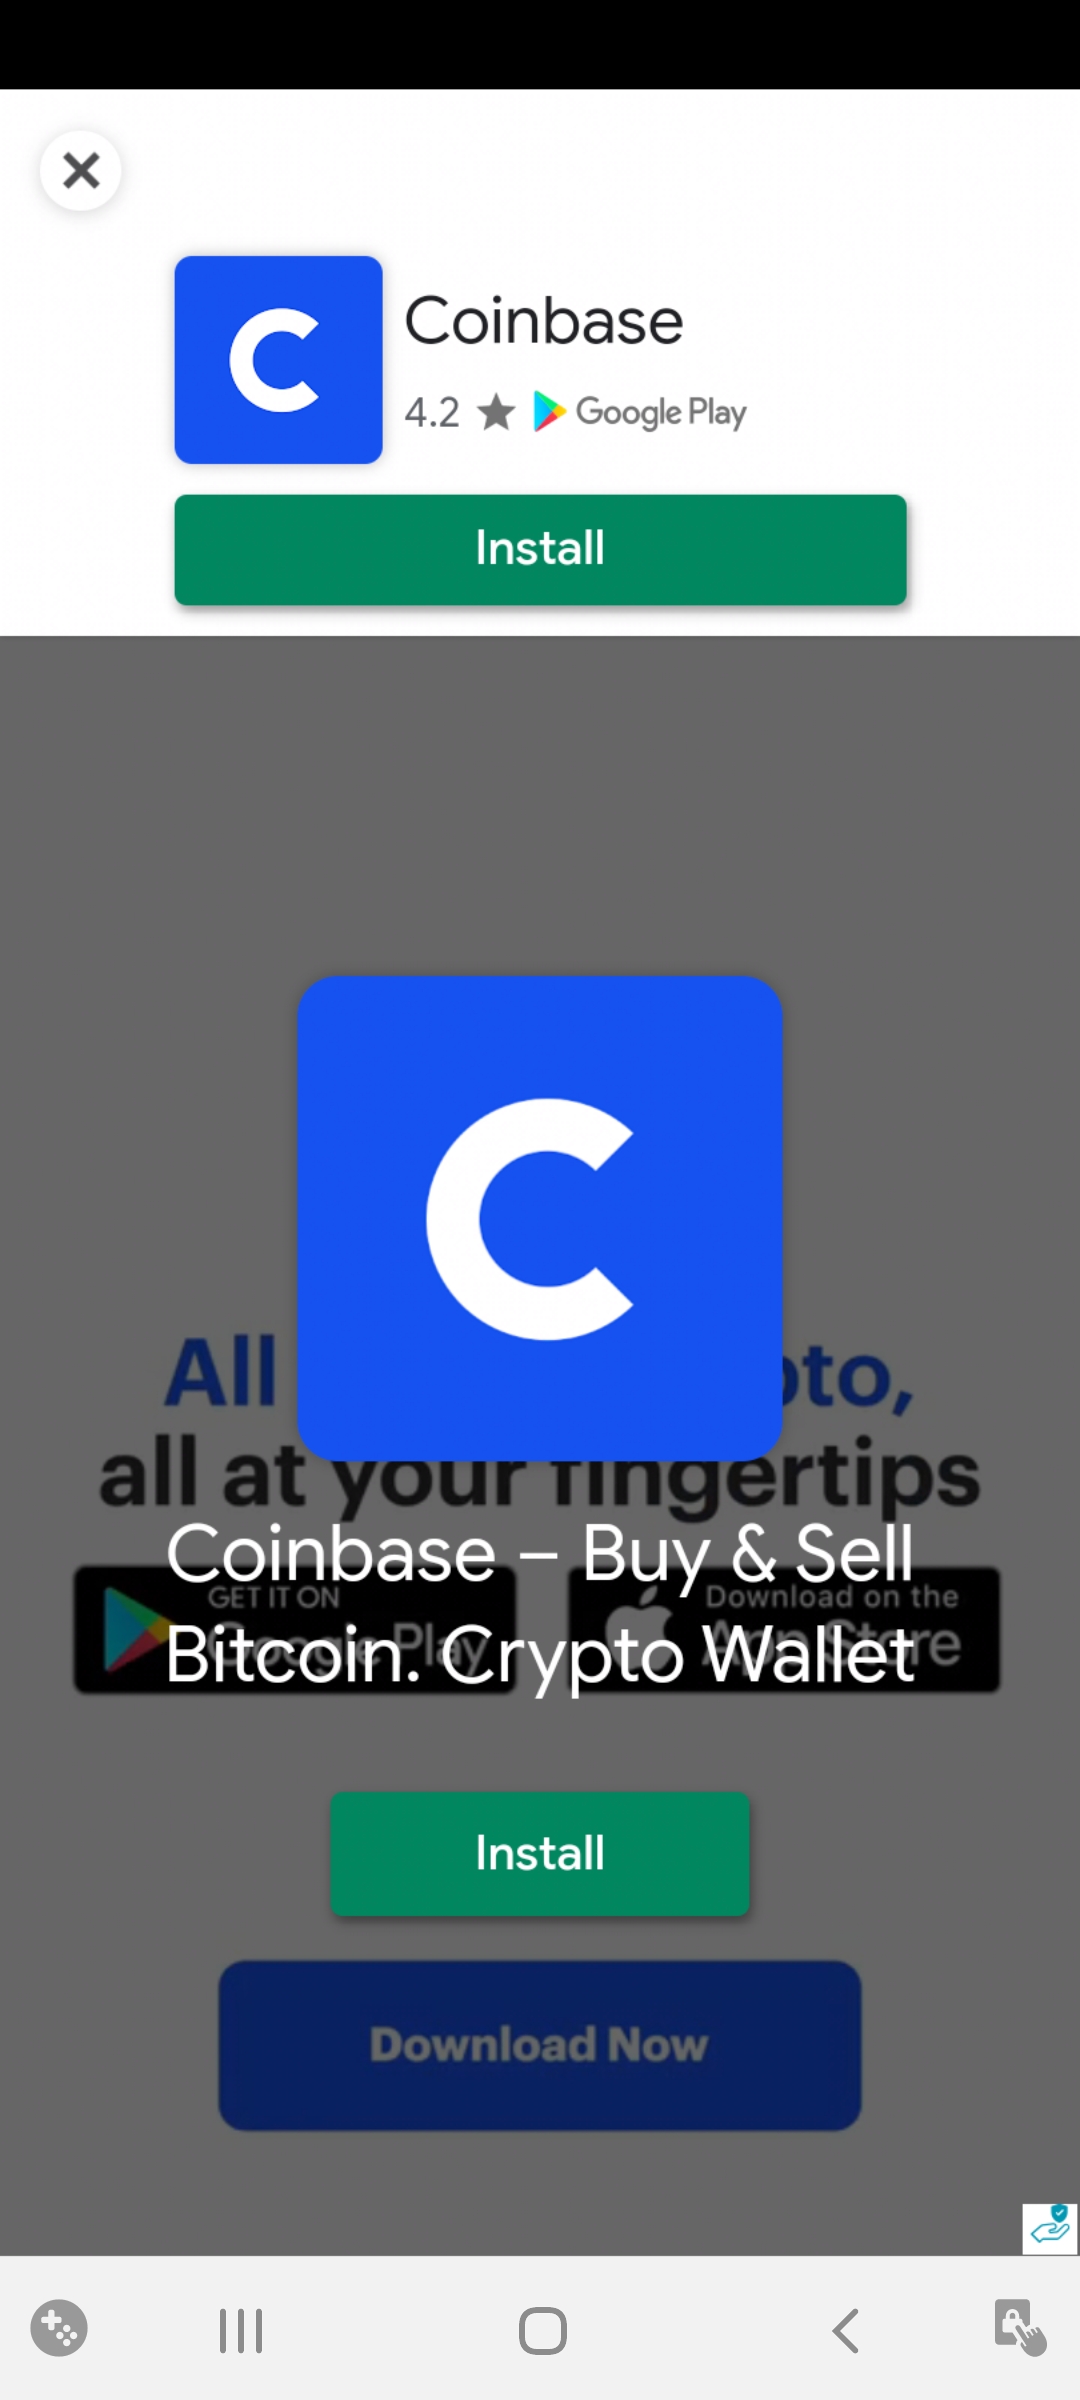 Coinbase
4.2 ★ Google Play
Install
All pto,
all at your fingertips
Coinbase – Buy & Sell
Bitcoin. Crypto Wallet
GET IT ON
Google Play
Download on the
App Store
Install
Download Now